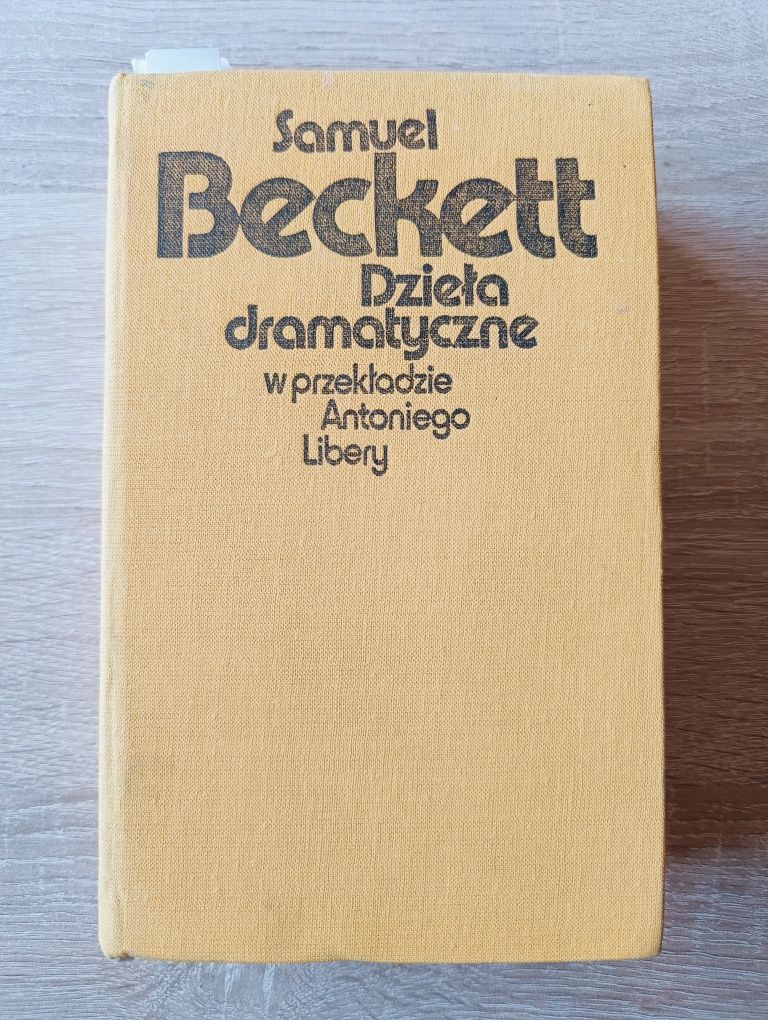 Samuel
Beckett
Dzieła
dramatyczne
w przekładzie
Antoniego
Libery